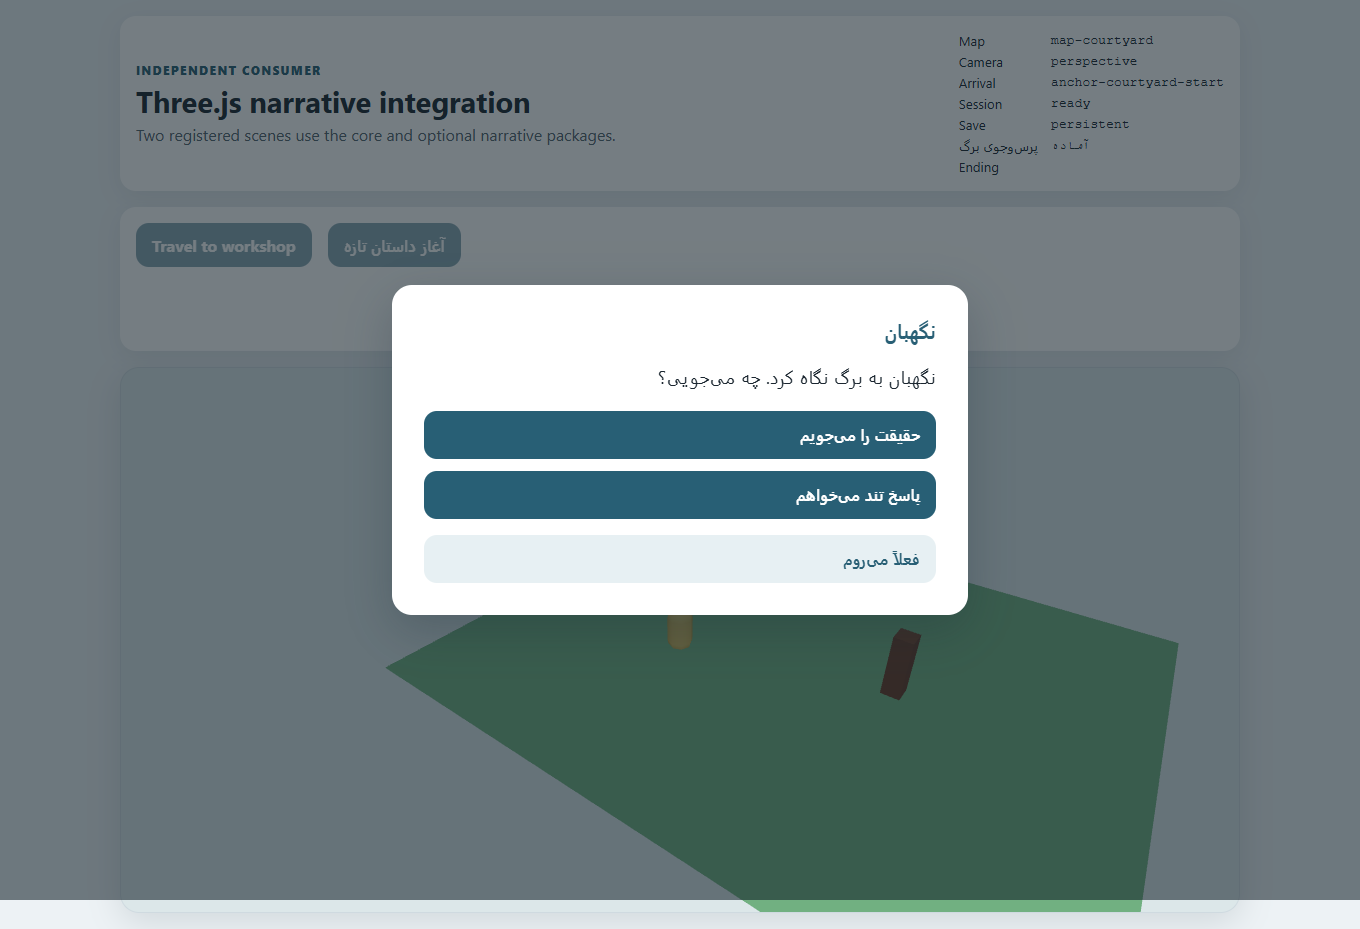 INDEPENDENT CONSUMER
Three.js narrative integration
Two registered scenes use the core and optional narrative packages.
Map map-courtyard
Camera perspective
Arrival anchor-courtyard-start
Session ready
Save persistent
پرس‌وجوی برگ آماده
Ending
Travel to workshop
آغاز داستان تازه
نگهبان
نگهبان به برگ نگاه کرد. چه می‌جویی؟
حقیقت را می‌جویم
پاسخ تند می‌خواهم
فعلاً می‌روم